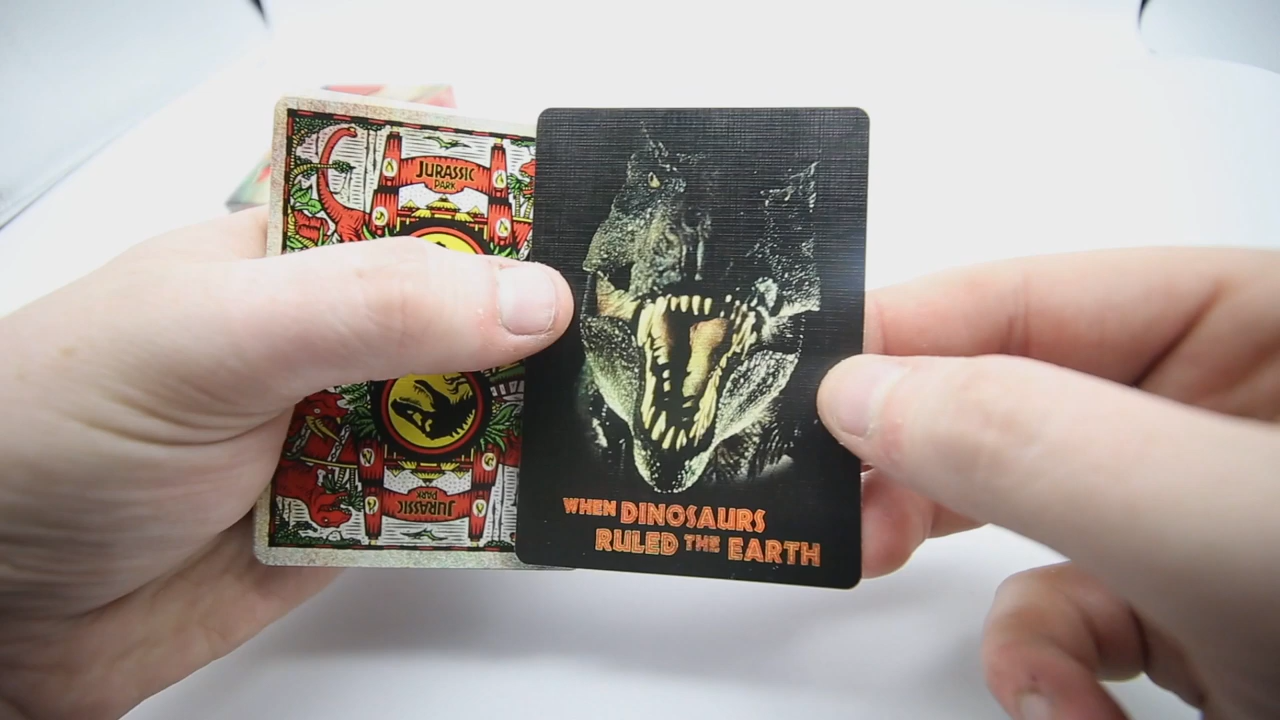 JURASSIC
PARK
JURASSIC
PARK
WHEN DINOSAURS
RULED THE EARTH